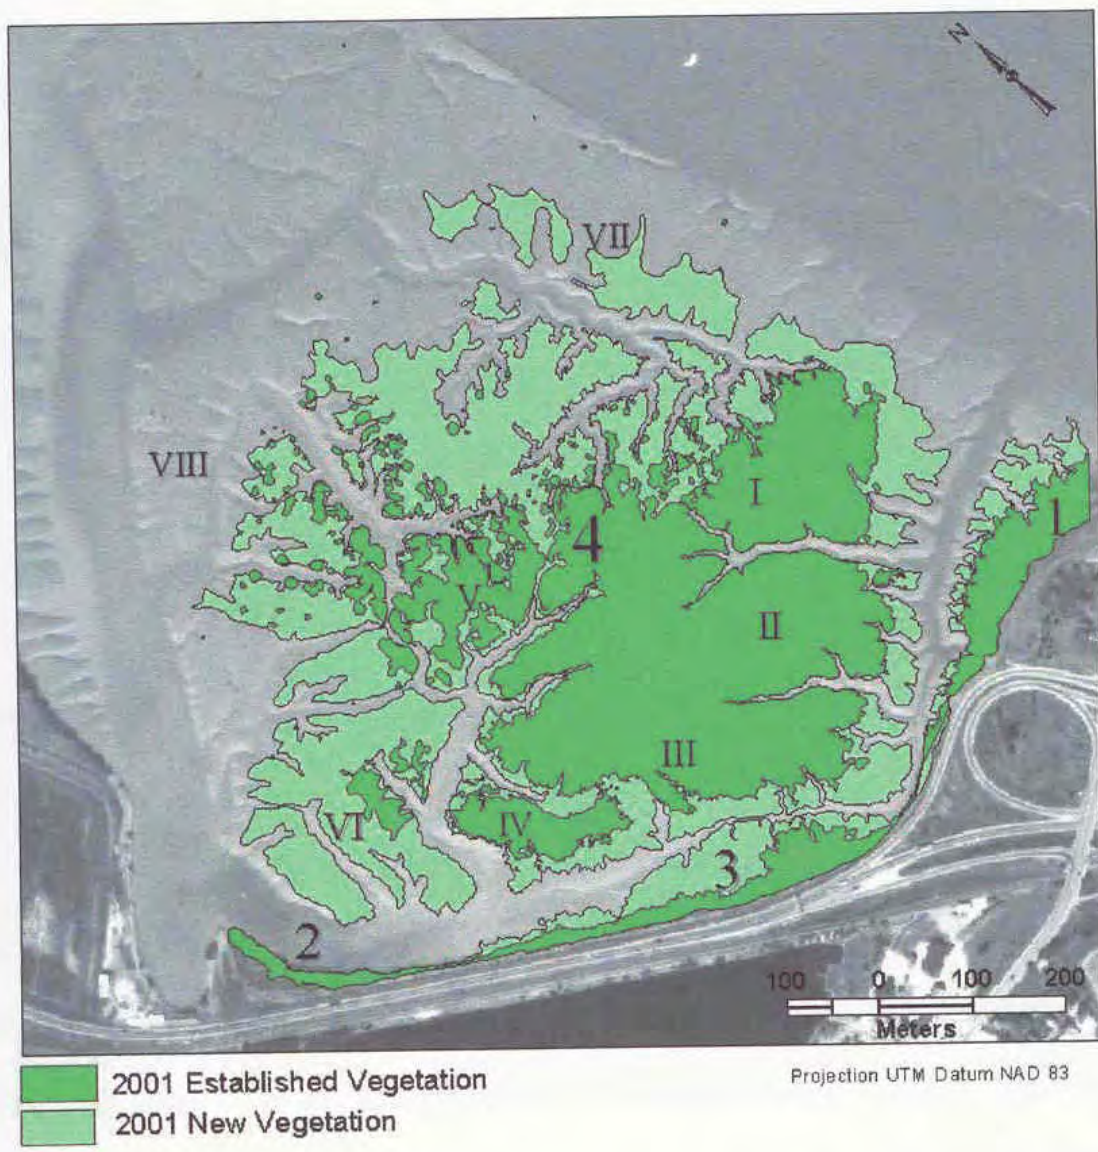 N
VII
VIII
I
1
4
V
II
III
VI
IV
3
2
100 0 100 200
Meters
2001 Established Vegetation
2001 New Vegetation
Projection UTM Datum NAD 83